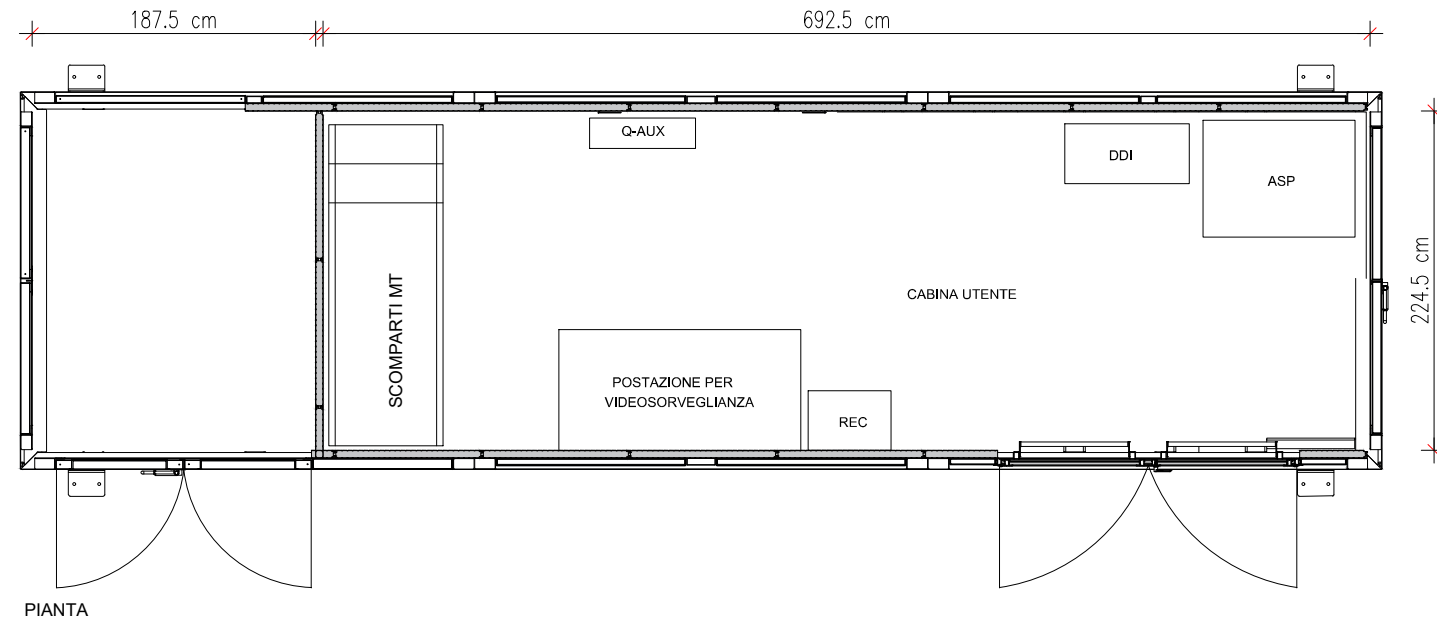 187.5 cm
692.5 cm
Q-AUX
DDI
ASP
224.5 cm
CABINA UTENTE
SCOMPARTI MT
POSTAZIONE PER
VIDEOSORVEGLIANZA
REC
PIANTA